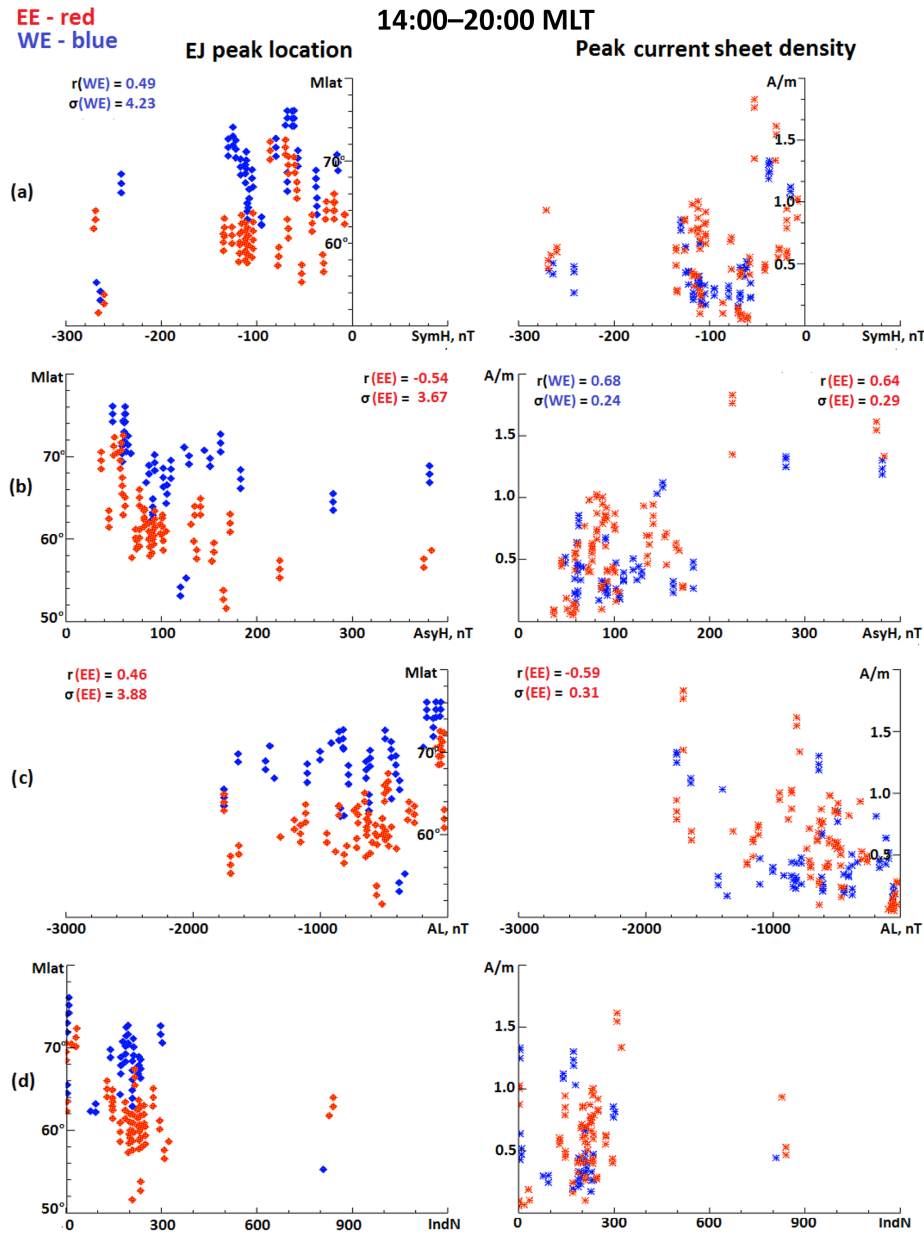 14:00–20:00 MLT
EE - red
WE - blue
EJ peak location
Peak current sheet density
(a)
r(WE) = 0.49
σ(WE) = 4.23
Mlat
70°
60°
-300 -200 -100 0
SymH, nT
A/m
1.5
1.0
0.5
-300 -200 -100 0
SymH, nT
(b)
Mlat
r(EE) = -0.54
σ(EE) = 3.67
70°
60°
50°
0 200 400
AsyH, nT
A/m
r(WE) = 0.68
σ(WE) = 0.24
r(EE) = 0.64
σ(EE) = 0.29
1.5
1.0
0.5
0 100 200 300 400
AsyH, nT
(c)
r(EE) = 0.46
σ(EE) = 3.88
Mlat
70°
60°
-3000 -2000 -1000 0
AL, nT
r(EE) = -0.59
σ(EE) = 0.31
A/m
1.5
1.0
0.5
-3000 -2000 -1000 0
AL, nT
(d)
Mlat
70°
60°
50°
0 300 600 900
IndN
A/m
1.5
1.0
0.5
0 300 600 900
IndN